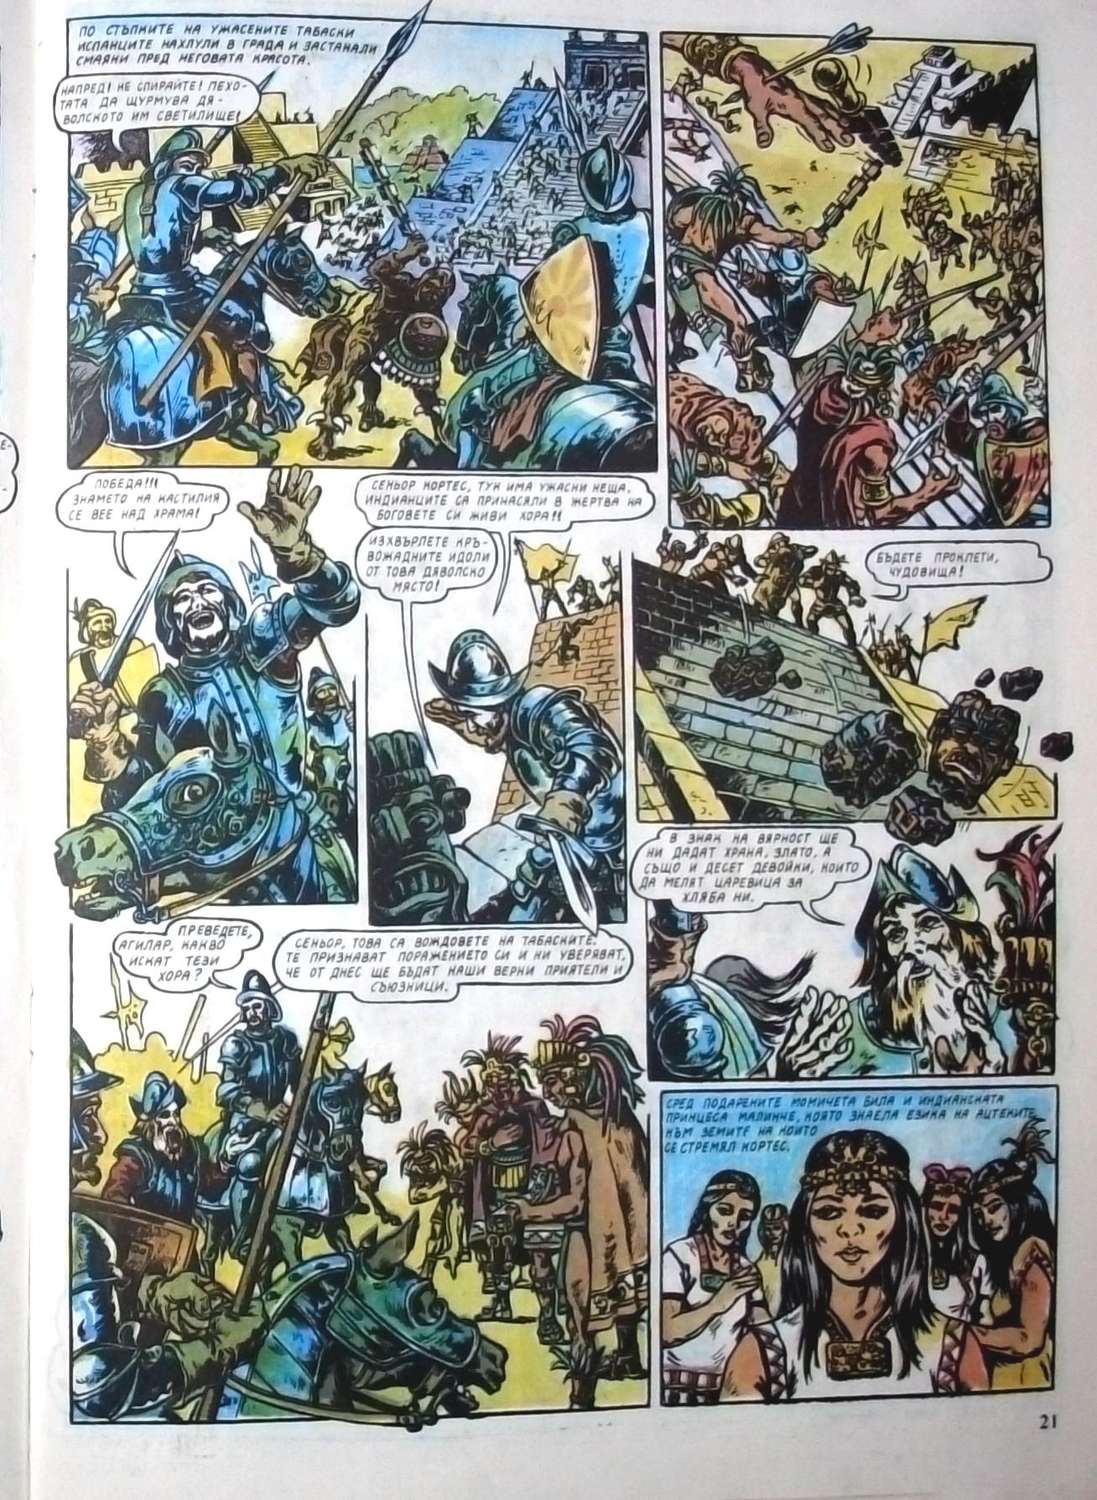 ПО СТЪПКИТЕ НА УЖАСЕНИТЕ ТАБАСКИ
ИСПАНЦИТЕ НАХЛУЛИ В ГРАДА И ЗАСТАНАЛИ
СМАЯНИ ПРЕД НЕГОВАТА КРАСОТА.
НАПРЕД! НЕ СПИРАЙТЕ! ПЕХО-
ТАТА ДА ЩУРМУВА ДЯ-
ВОЛСКОТО ИМ СВЕТИЛИЩЕ!
ПОБЕДА!!!
ЗНАМЕТО НА КАСТИЛИЯ
СЕ ВЕЕ НАД ХРАМА!
СЕНЬОР КОРТЕС, ТУК ИМА УЖАСНИ НЕЩА.
ИНДИАНЦИТЕ СА ПРИНАСЯЛИ В ЖЕРТВА НА
БОГОВЕТЕ СИ ЖИВИ ХОРА!!
ИЗХВЪРЛЕТЕ КРЪ-
ВОЖАДНИТЕ ИДОЛИ
ОТ ТОВА ДЯВОЛСКО
МЯСТО!
БЪДЕТЕ ПРОКЛЕТИ,
ЧУДОВИЩА!
ПРЕВЕДЕТЕ,
АГИЛАР, КАКВО
ИСКАТ ТЕЗИ
ХОРА?
СЕНЬОР, ТОВА СА ВОЖДОВЕТЕ НА ТАБАСКИТЕ.
ТЕ ПРИЗНАВАТ ПОРАЖЕНИЕТО СИ И НИ УВЕРЯВАТ,
ЧЕ ОТ ДНЕС ЩЕ БЪДАТ НАШИ ВЕРНИ ПРИЯТЕЛИ И
СЪЮЗНИЦИ.
В ЗНАК НА ВЯРНОСТ ЩЕ
НИ ДАДАТ ХРАНА, ЗЛАТО, А
СЪЩО И ДЕСЕТ ДЕВОЙКИ, КОИТО
ДА МЕЛЯТ ЦАРЕВИЦА ЗА
ХЛЯБА НИ.
СРЕД ПОДАРЕНИТЕ МОМИЧЕТА БИЛА И ИНДИАНСКАТА
ПРИНЦЕСА МАЛИНЧЕ, КОЯТО ЗНАЕЛА ЕЗИКА НА АЦТЕКИТЕ,
КЪМ ЗЕМИТЕ НА КОИТО
СЕ СТРЕМЯЛ КОРТЕС.
21